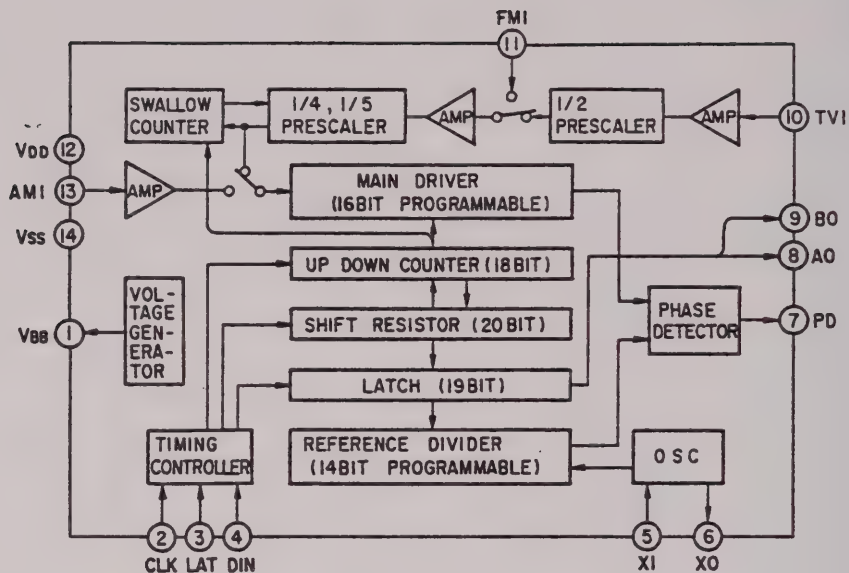 FMI
11
SWALLOW
COUNTER
1/4, 1/5
PRESCALER
AMP
1/2
PRESCALER
AMP
10 TVI
VDD 12
AMI 13
AMP
MAIN DRIVER
(16BIT PROGRAMMABLE)
9 BO
VSS 14
UP DOWN COUNTER (18BIT)
8 AO
VBB 1
VOL-
TAGE
GEN-
ERA-
TOR
SHIFT RESISTOR (20BIT)
PHASE
DETECTOR
7 PD
LATCH (19BIT)
TIMING
CONTROLLER
REFERENCE DIVIDER
(14BIT PROGRAMMABLE)
OSC
2 3 4 5 6
CLK LAT DIN XI XO